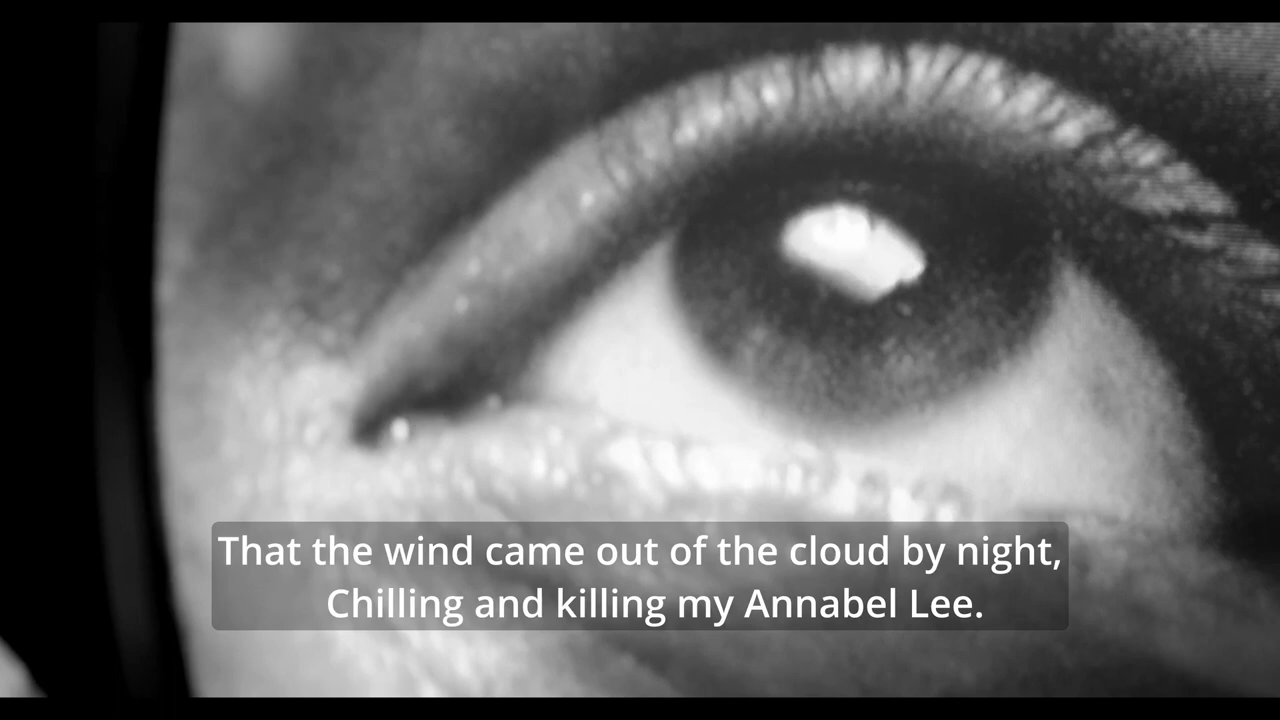 That the wind came out of the cloud by night,
Chilling and killing my Annabel Lee.